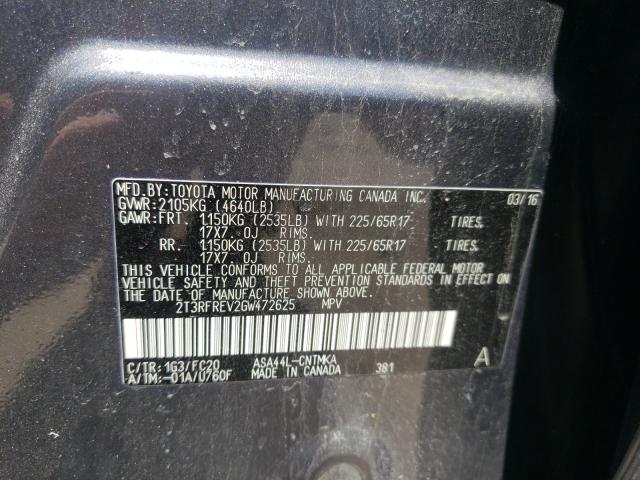 MFD.BY:TOYOTA MOTOR MANUFACTURING CANADA INC. 03/16
GVWR:2105KG (4640LB)
GAWR:FRT. 1150KG (2535LB) WITH 225/65R17 TIRES.
17X7.0J RIMS.
RR. 1150KG (2535LB) WITH 225/65R17 TIRES.
17X7.0J RIMS.
THIS VEHICLE CONFORMS TO ALL APPLICABLE FEDERAL MOTOR
VEHICLE SAFETY AND THEFT PREVENTION STANDARDS IN EFFECT ON
THE DATE OF MANUFACTURE SHOWN ABOVE.
2T3RFREV2GW472625 MPV
C/TR:1G3/FC20 ASA44L-CNTMKA A
A/TM:-01A/U760F MADE IN CANADA 381